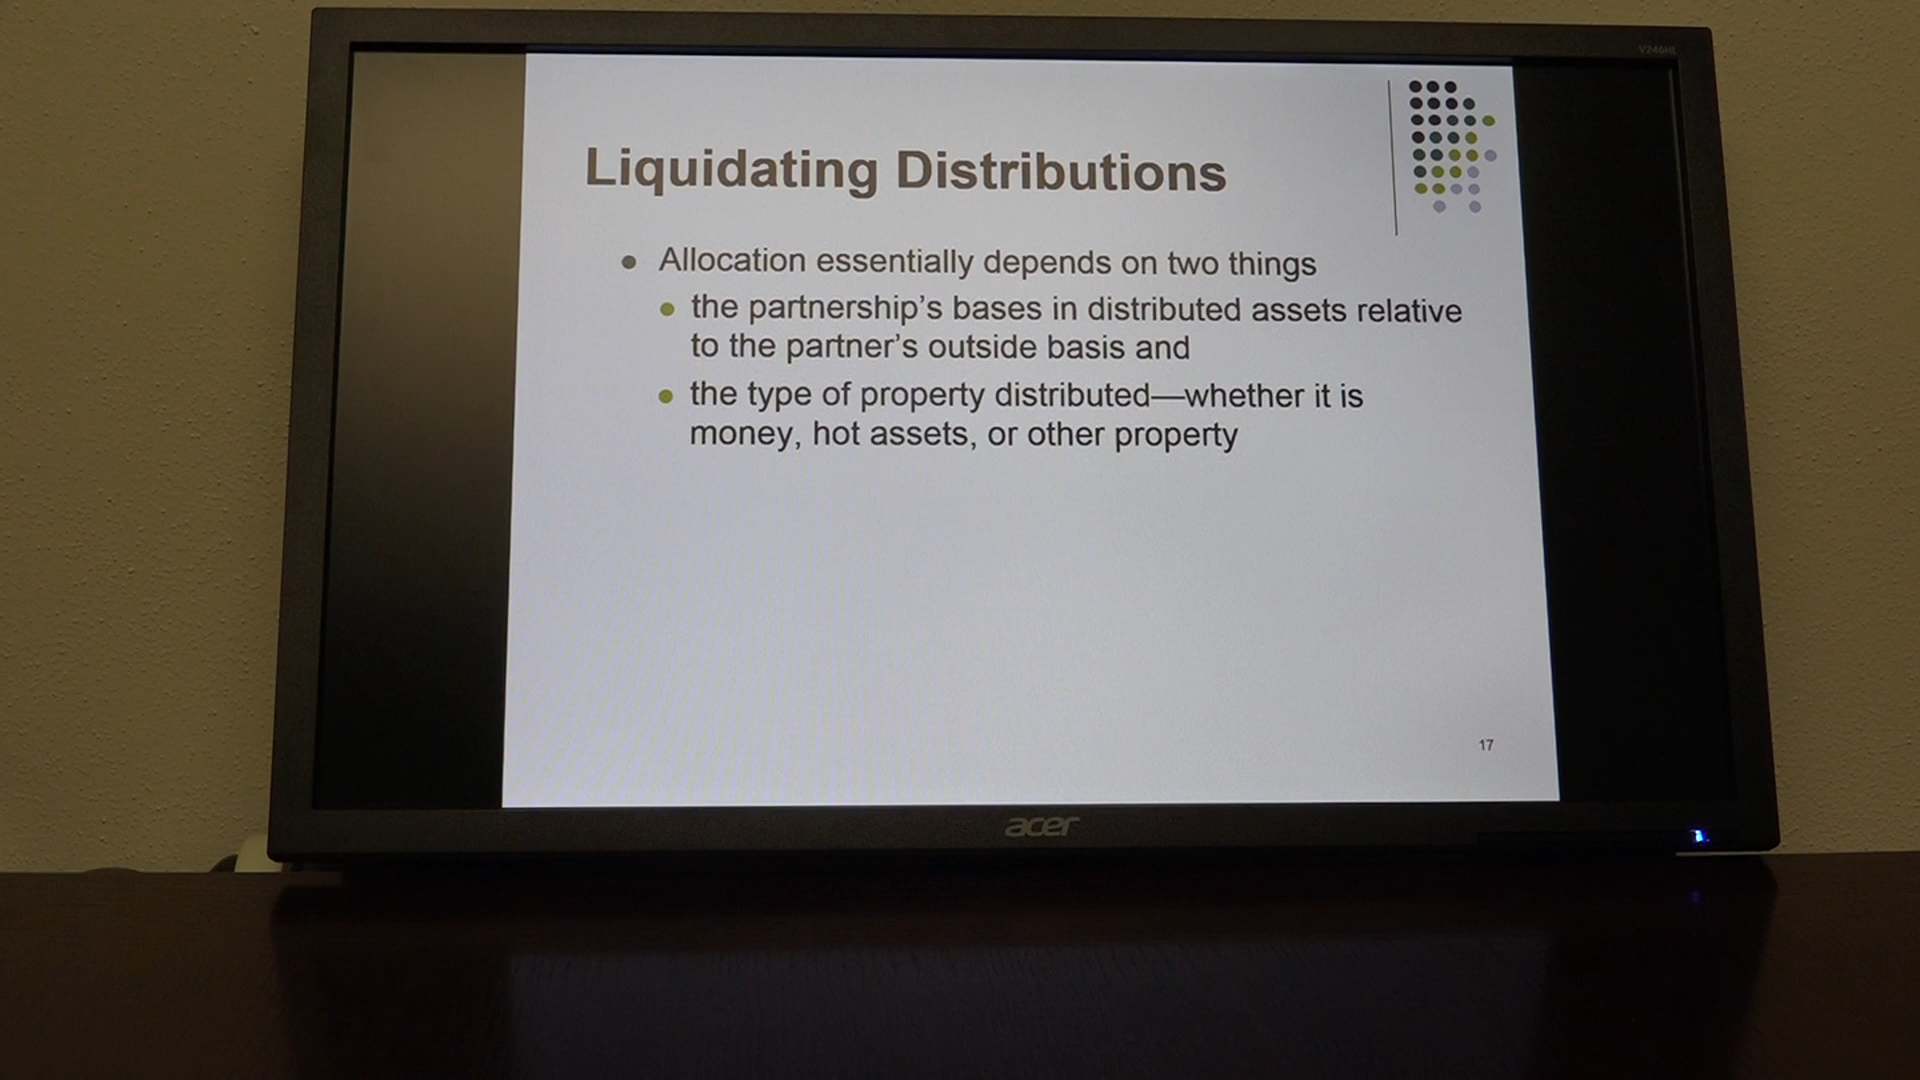 V246HL
Liquidating Distributions
Allocation essentially depends on two things
the partnership's bases in distributed assets relative
to the partner's outside basis and
the type of property distributed—whether it is
money, hot assets, or other property
17
acer